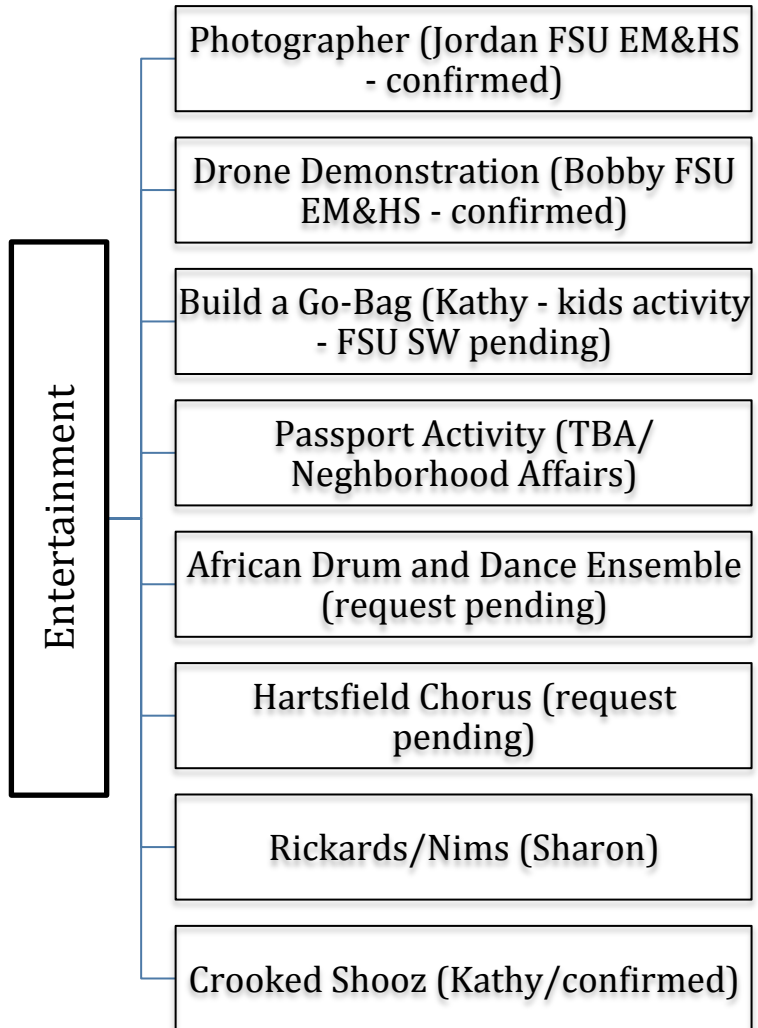 Entertainment
Photographer (Jordan FSU EM&HS
- confirmed)
Drone Demonstration (Bobby FSU
EM&HS - confirmed)
Build a Go-Bag (Kathy - kids activity
- FSU SW pending)
Passport Activity (TBA/
Neghborhood Affairs)
African Drum and Dance Ensemble
(request pending)
Hartsfield Chorus (request
pending)
Rickards/Nims (Sharon)
Crooked Shooz (Kathy/confirmed)